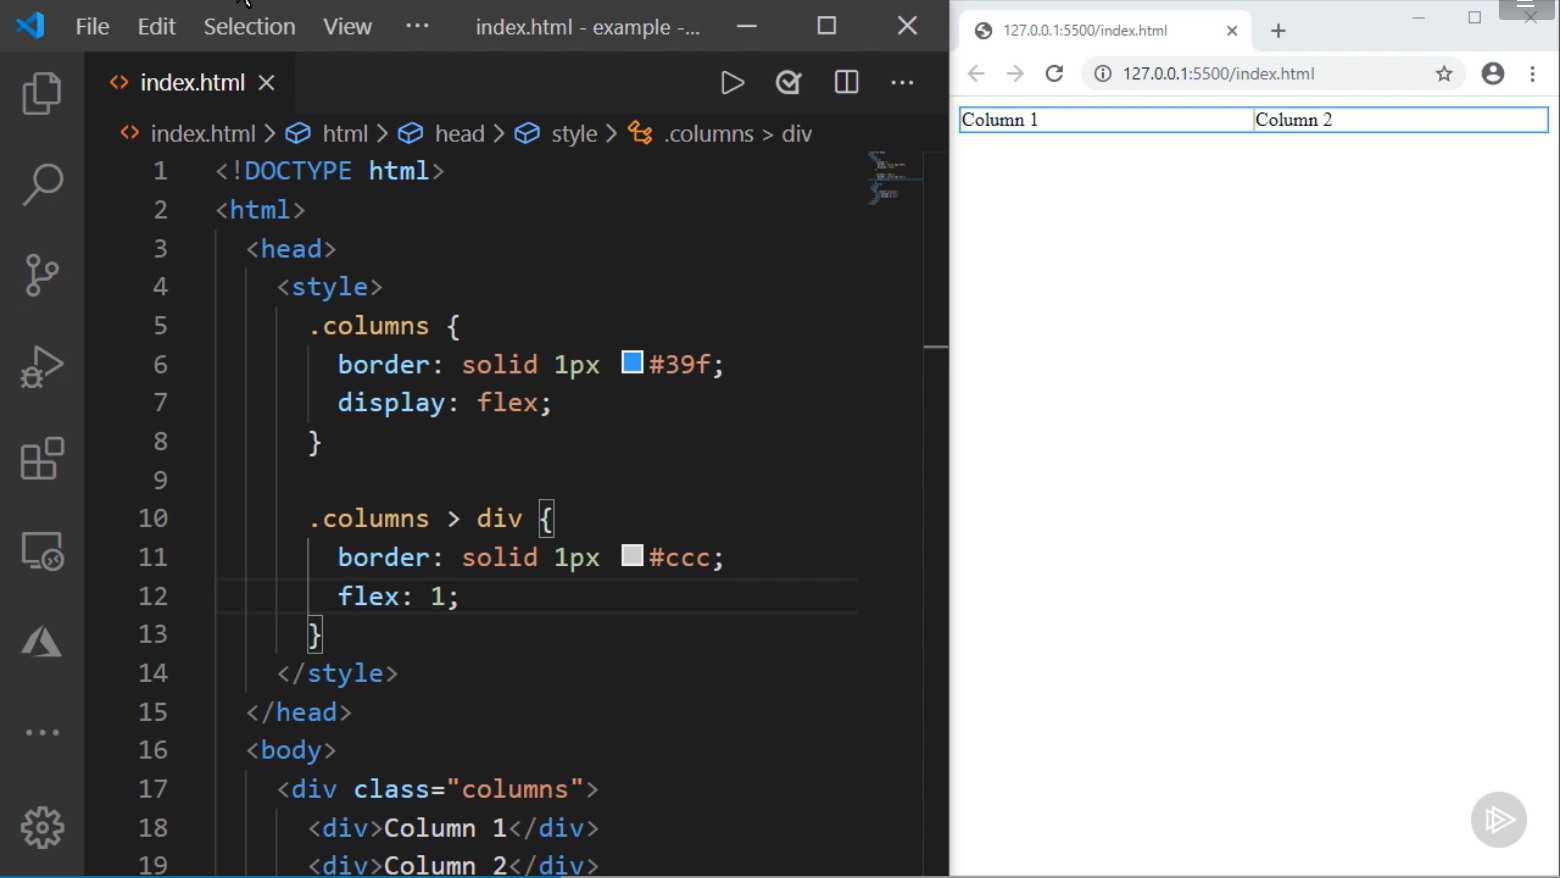 File Edit Selection View ··· index.html - example -...
index.html
index.html > html > head > style > .columns > div
1 <!DOCTYPE html>
2 <html>
3 <head>
4 <style>
5 .columns {
6 border: solid 1px #39f;
7 display: flex;
8 }
9
10 .columns > div {
11 border: solid 1px #ccc;
12 flex: 1;
13 }
14 </style>
15 </head>
16 <body>
17 <div class="columns">
18 <div>Column 1</div>
19 <div>Column 2</div>
127.0.0.1:5500/index.html
127.0.0.1:5500/index.html
Column 1 Column 2